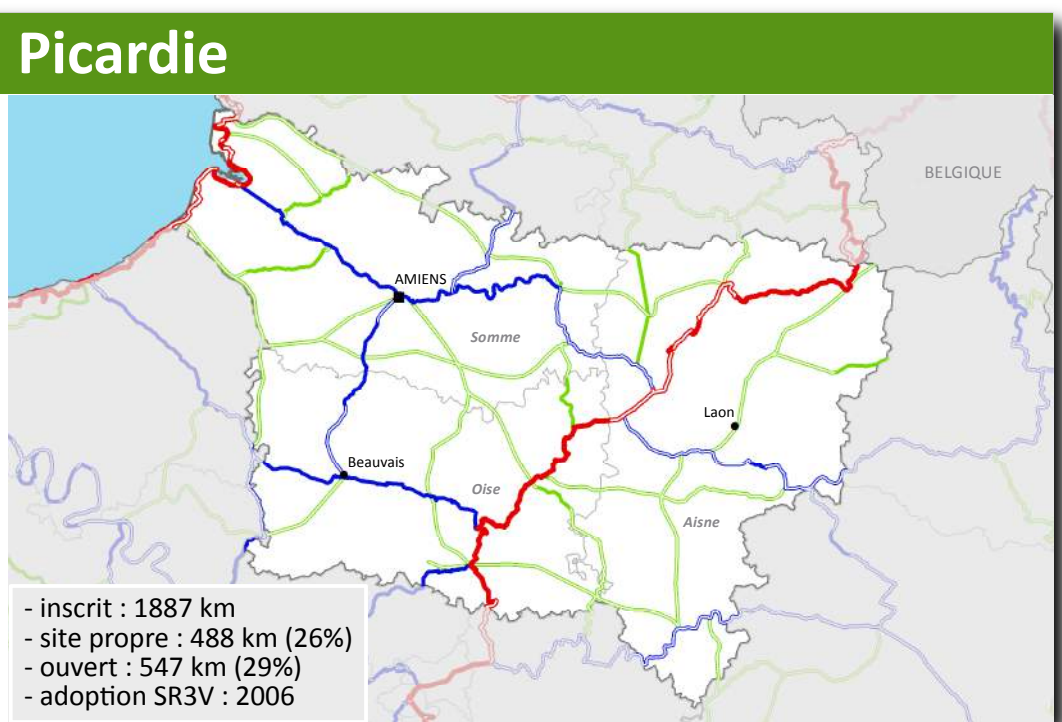 Picardie
BELGIQUE
AMIENS
Somme
Laon
Beauvais
Oise
Aisne
- inscrit : 1887 km
- site propre : 488 km (26%)
- ouvert : 547 km (29%)
- adoption SR3V : 2006